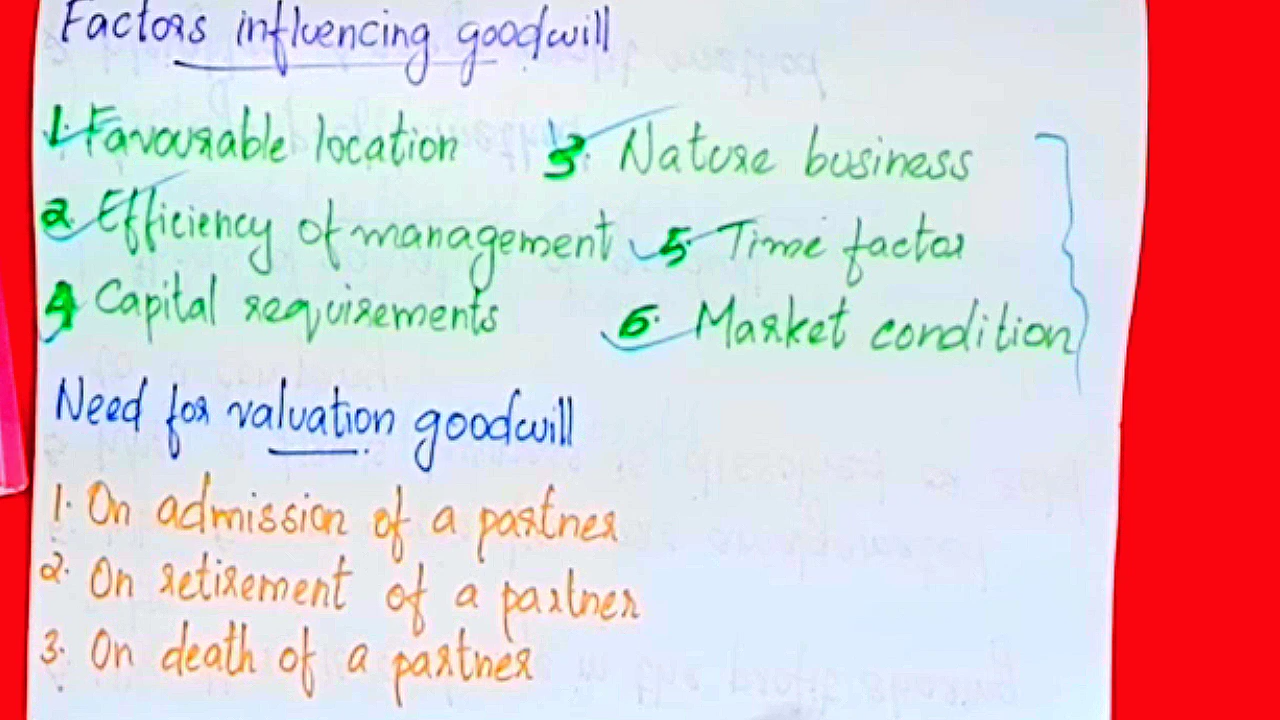 Factors influencing goodwill
1. Favourable location 3. Nature business
2. Efficiency of management 5. Time factor
4 Capital requirements 6. Market condition
Need for valuation goodwill
1. On admission of a partner
2. On retirement of a partner
3. On death of a partner